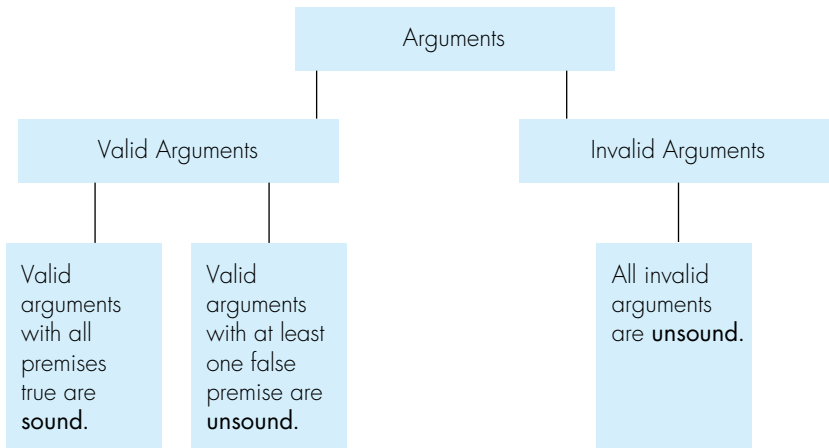 Arguments
Valid Arguments
Invalid Arguments
Valid
arguments
with all
premises
true are
sound.
Valid
arguments
with at least
one false
premise are
unsound.
All invalid
arguments
are unsound.